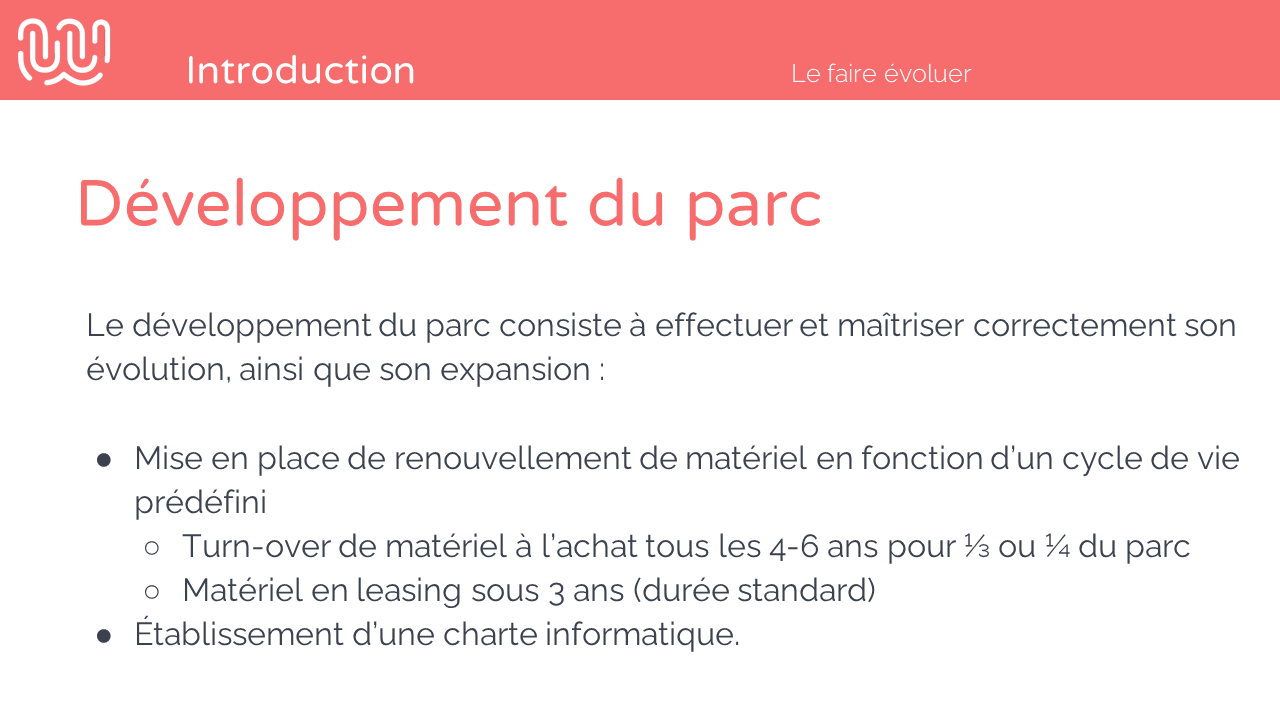 Introduction
Le faire évoluer
Développement du parc
Le développement du parc consiste à effectuer et maîtriser correctement son
évolution, ainsi que son expansion :
● Mise en place de renouvellement de matériel en fonction d’un cycle de vie
prédéfini
○ Turn-over de matériel à l’achat tous les 4-6 ans pour ⅓ ou ¼ du parc
○ Matériel en leasing sous 3 ans (durée standard)
● Établissement d’une charte informatique.